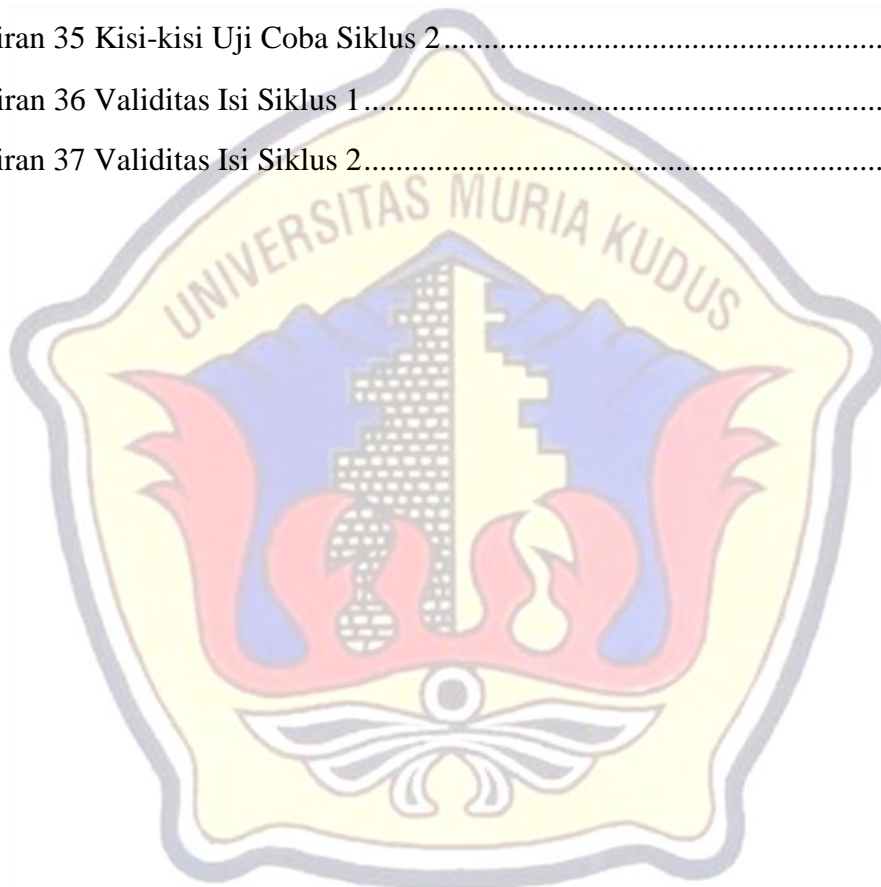 iran 35 Kisi-kisi Uji Coba Siklus 2
iran 36 Validitas Isi Siklus 1
iran 37 Validitas Isi Siklus 2
UNIVERSITAS MURIA KUDUS